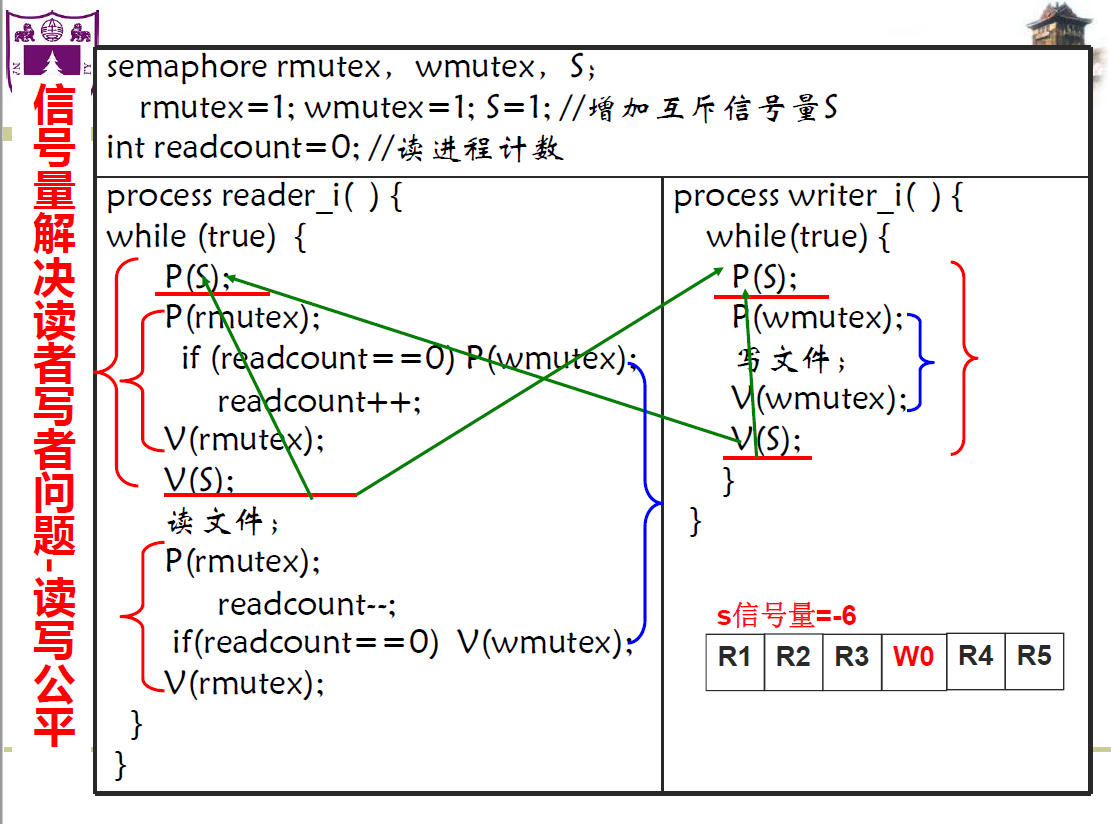 信号量解决读者写者问题-读写公平
semaphore rmutex，wmutex，S；
rmutex=1; wmutex=1; S=1; //增加互斥信号量S
int readcount=0; //读进程计数
process reader_i( ) {
while (true) {
P(S);
P(rmutex);
if (readcount==0) P(wmutex);
readcount++;
V(rmutex);
V(S);
读文件；
P(rmutex);
readcount--;
if(readcount==0) V(wmutex);
V(rmutex);
}
}
process writer_i( ) {
while(true) {
P(S);
P(wmutex);
写文件；
V(wmutex);
V(S);
}
}
s信号量=-6
R1 R2 R3 W0 R4 R5